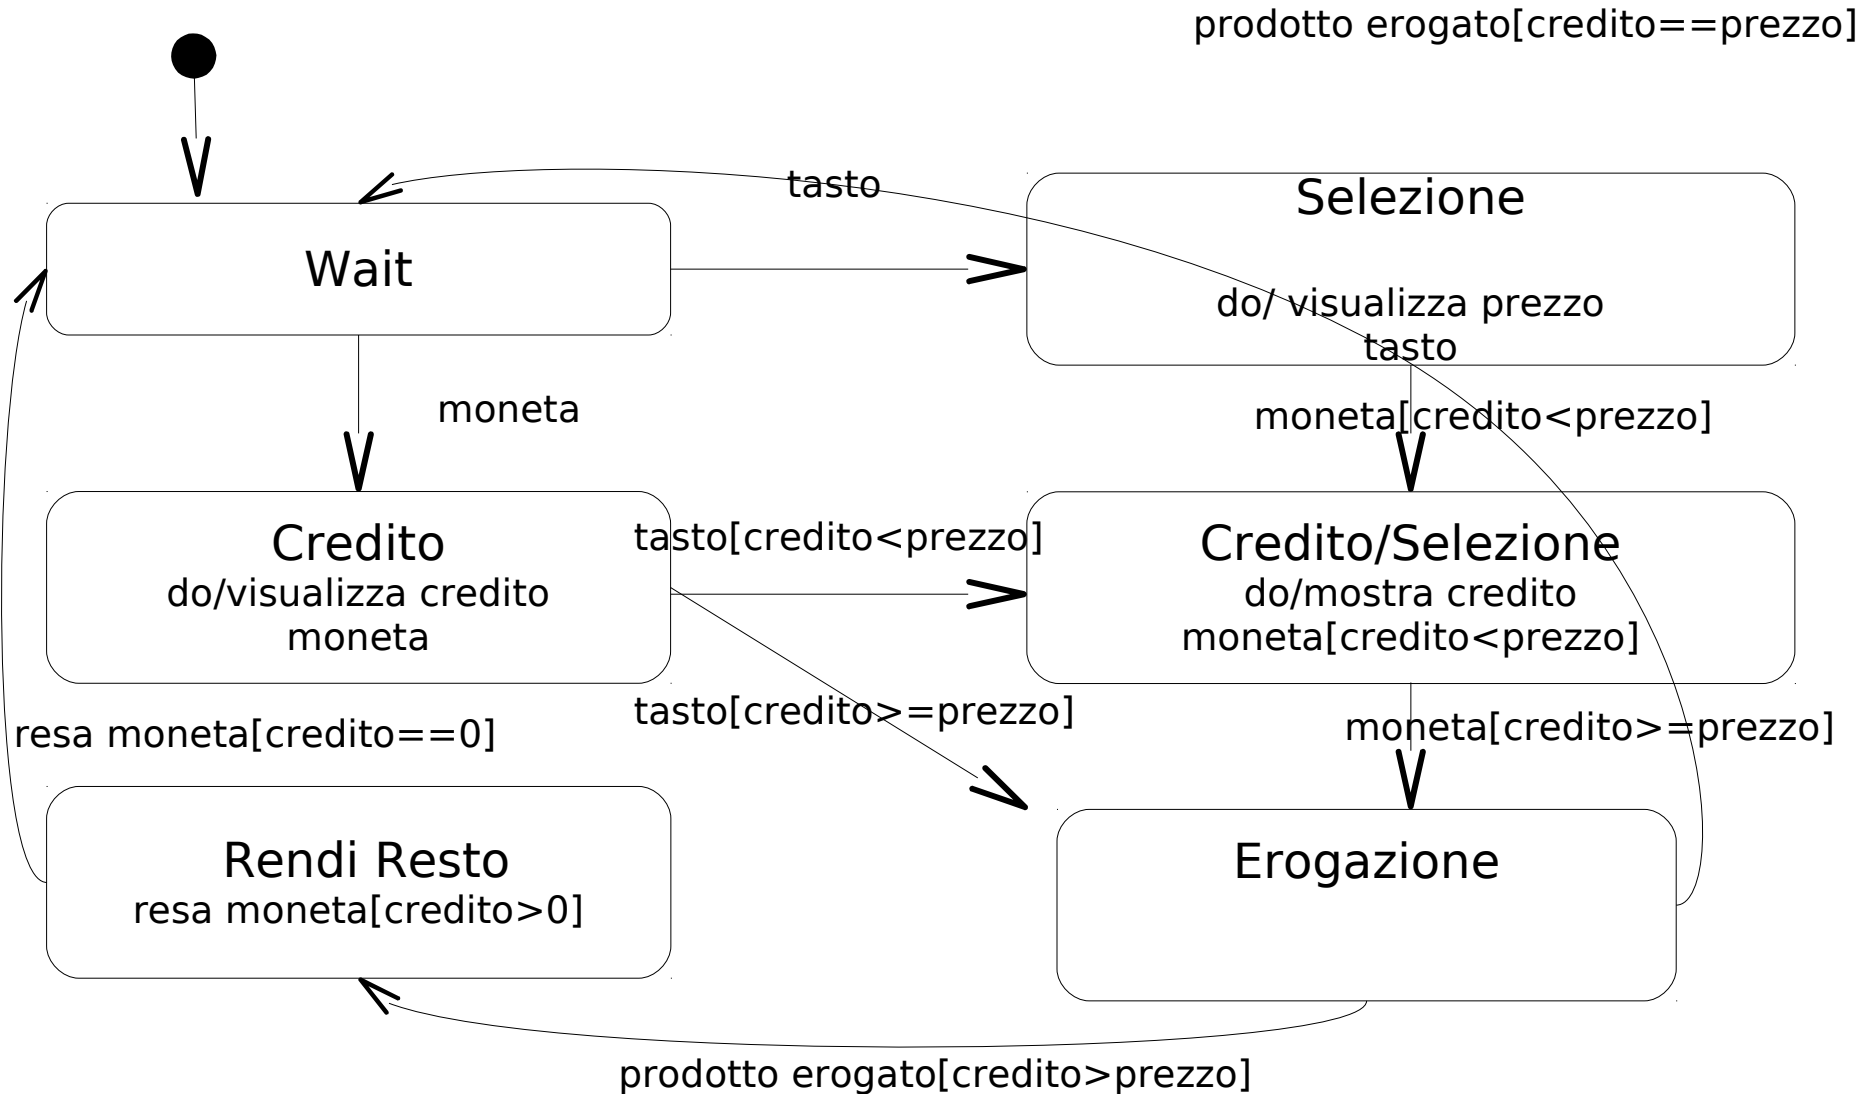 prodotto erogato[credito==prezzo]
tasto
Selezione
Wait
do/ visualizza prezzo
tasto
moneta
moneta[credito<prezzo]
Credito
do/visualizza credito
moneta
tasto[credito<prezzo]
Credito/Selezione
do/mostra credito
moneta[credito<prezzo]
tasto[credito>=prezzo]
moneta[credito>=prezzo]
resa moneta[credito==0]
Rendi Resto
resa moneta[credito>0]
Erogazione
prodotto erogato[credito>prezzo]